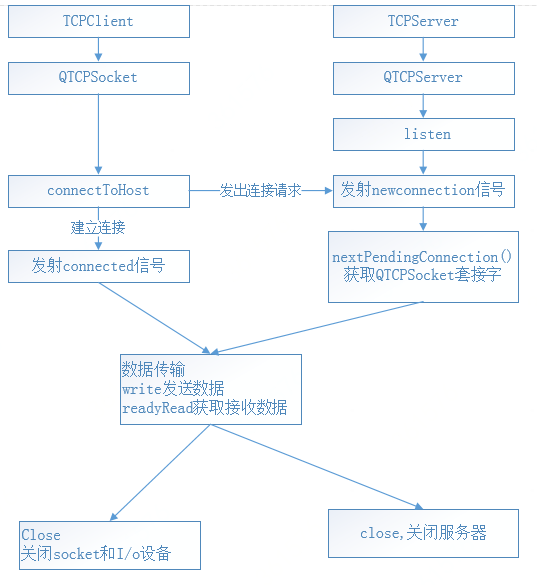 TCPClient
TCPServer
QTCPSocket
QTCPServer
listen
connectToHost
发出连接请求
发射newconnection信号
建立连接
发射connected信号
nextPendingConnection()
获取QTCPSocket套接字
数据传输
write发送数据
readyRead获取接收数据
Close
关闭socket和I/o设备
close,关闭服务器